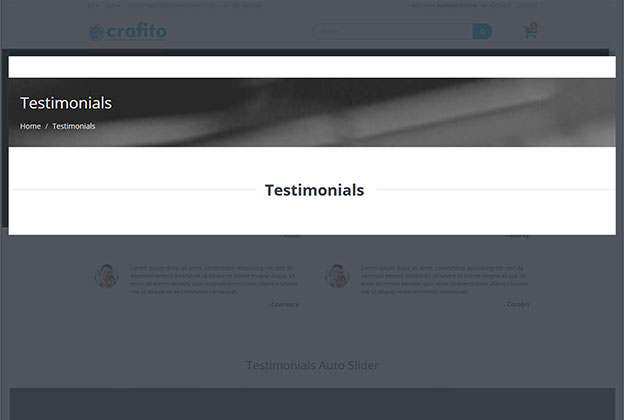 crafito
Testimonials
Home / Testimonials
Testimonials
Lorem ipsum dolor sit amet, consectetur adipiscing elit, sed do
eiusmod tempor incididunt ut labore et dolore magna aliqua. Ut
enim ad minim veniam, quis nostrud exercitation ullamco laboris
nisi ut aliquip ex ea commodo consequat.
- Lawrence
Lorem ipsum dolor sit amet, consectetur adipiscing elit, sed do
eiusmod tempor incididunt ut labore et dolore magna aliqua. Ut
enim ad minim veniam, quis nostrud exercitation ullamco laboris
nisi ut aliquip ex ea commodo consequat.
- Carolyn
Testimonials Auto Slider